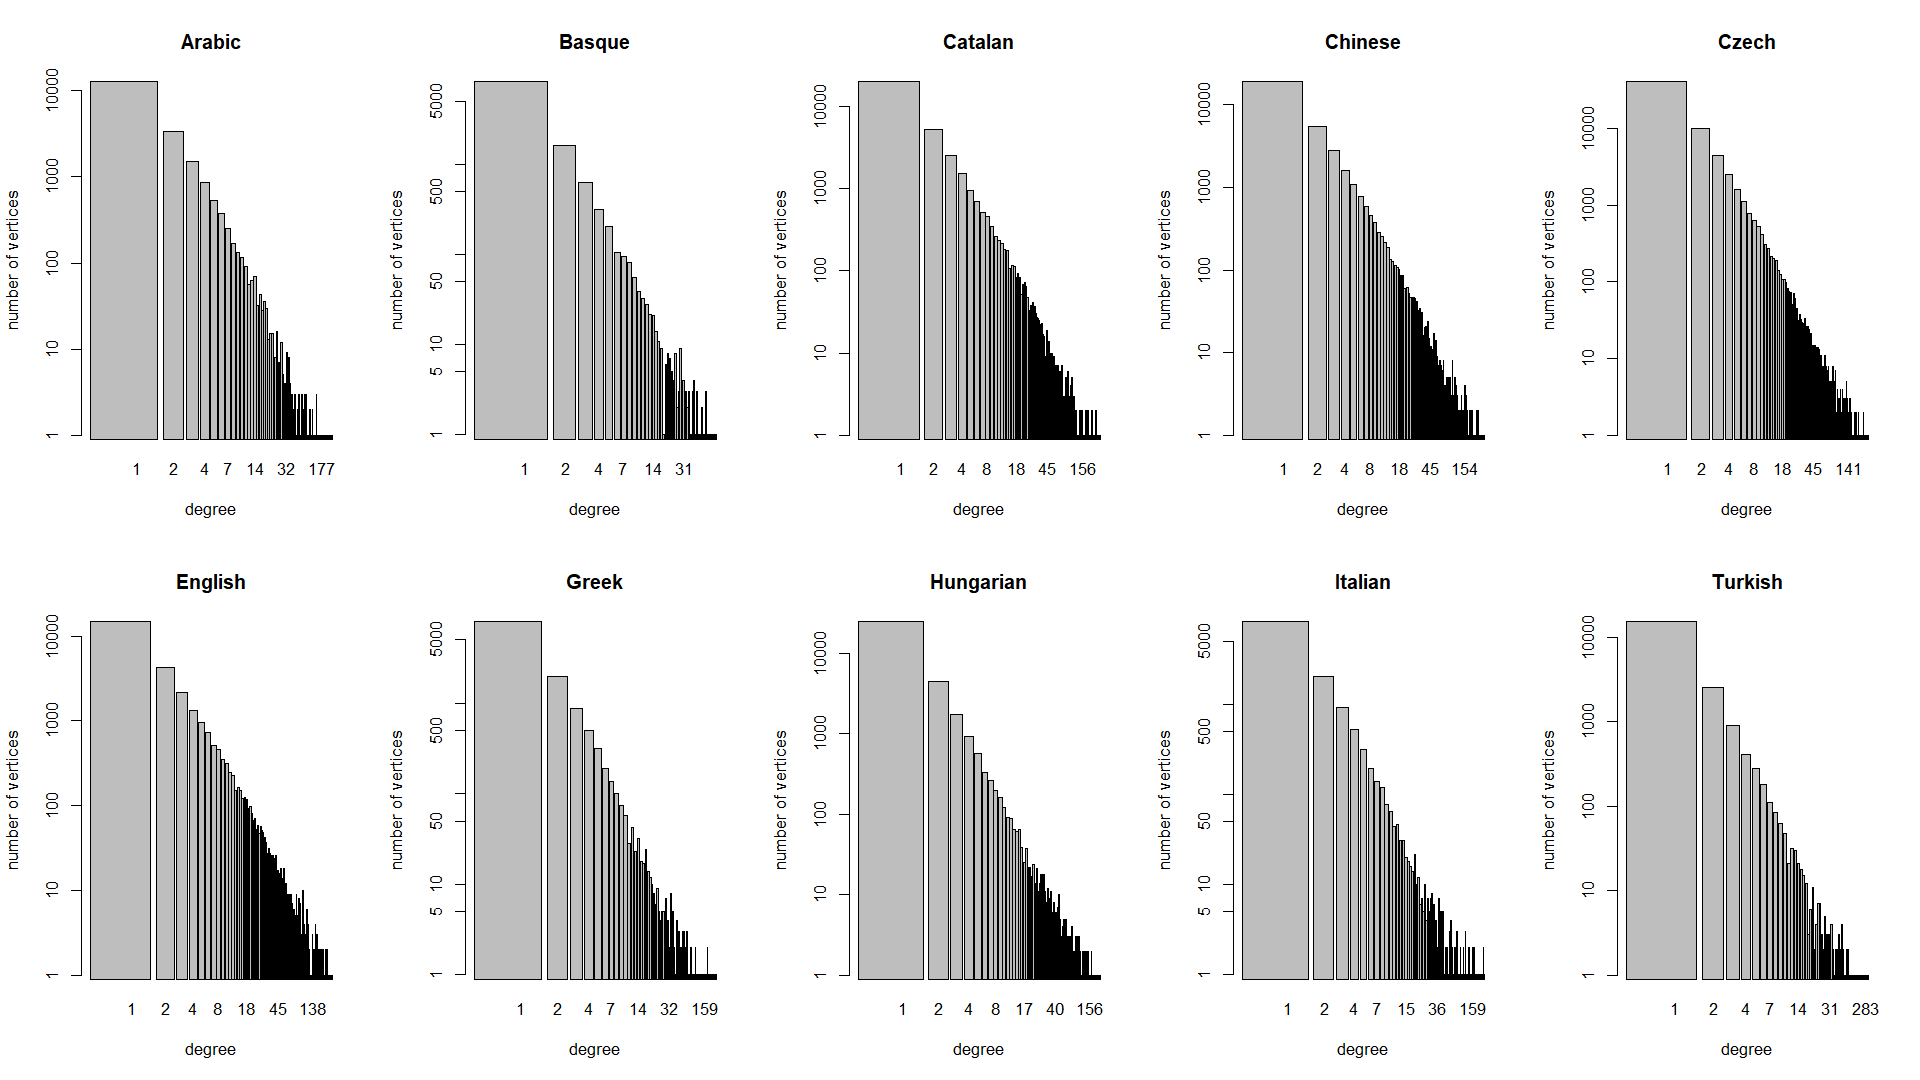 Arabic
number of vertices
1 10 100 1000 10000
1 2 4 7 14 32 177
degree
Basque
number of vertices
1 5 10 50 500 5000
1 2 4 7 14 31
degree
Catalan
number of vertices
1 10 100 1000 10000
1 2 4 8 18 45 156
degree
Chinese
number of vertices
1 10 100 1000 10000
1 2 4 8 18 45 154
degree
Czech
number of vertices
1 10 100 1000 10000
1 2 4 8 18 45 141
degree
English
number of vertices
1 10 100 1000 10000
1 2 4 8 18 45 138
degree
Greek
number of vertices
1 5 10 50 500 5000
1 2 4 7 14 32 159
degree
Hungarian
number of vertices
1 10 100 1000 10000
1 2 4 8 17 40 156
degree
Italian
number of vertices
1 5 10 50 500 5000
1 2 4 7 15 36 159
degree
Turkish
number of vertices
1 10 100 1000 10000
1 2 4 7 14 31 283
degree